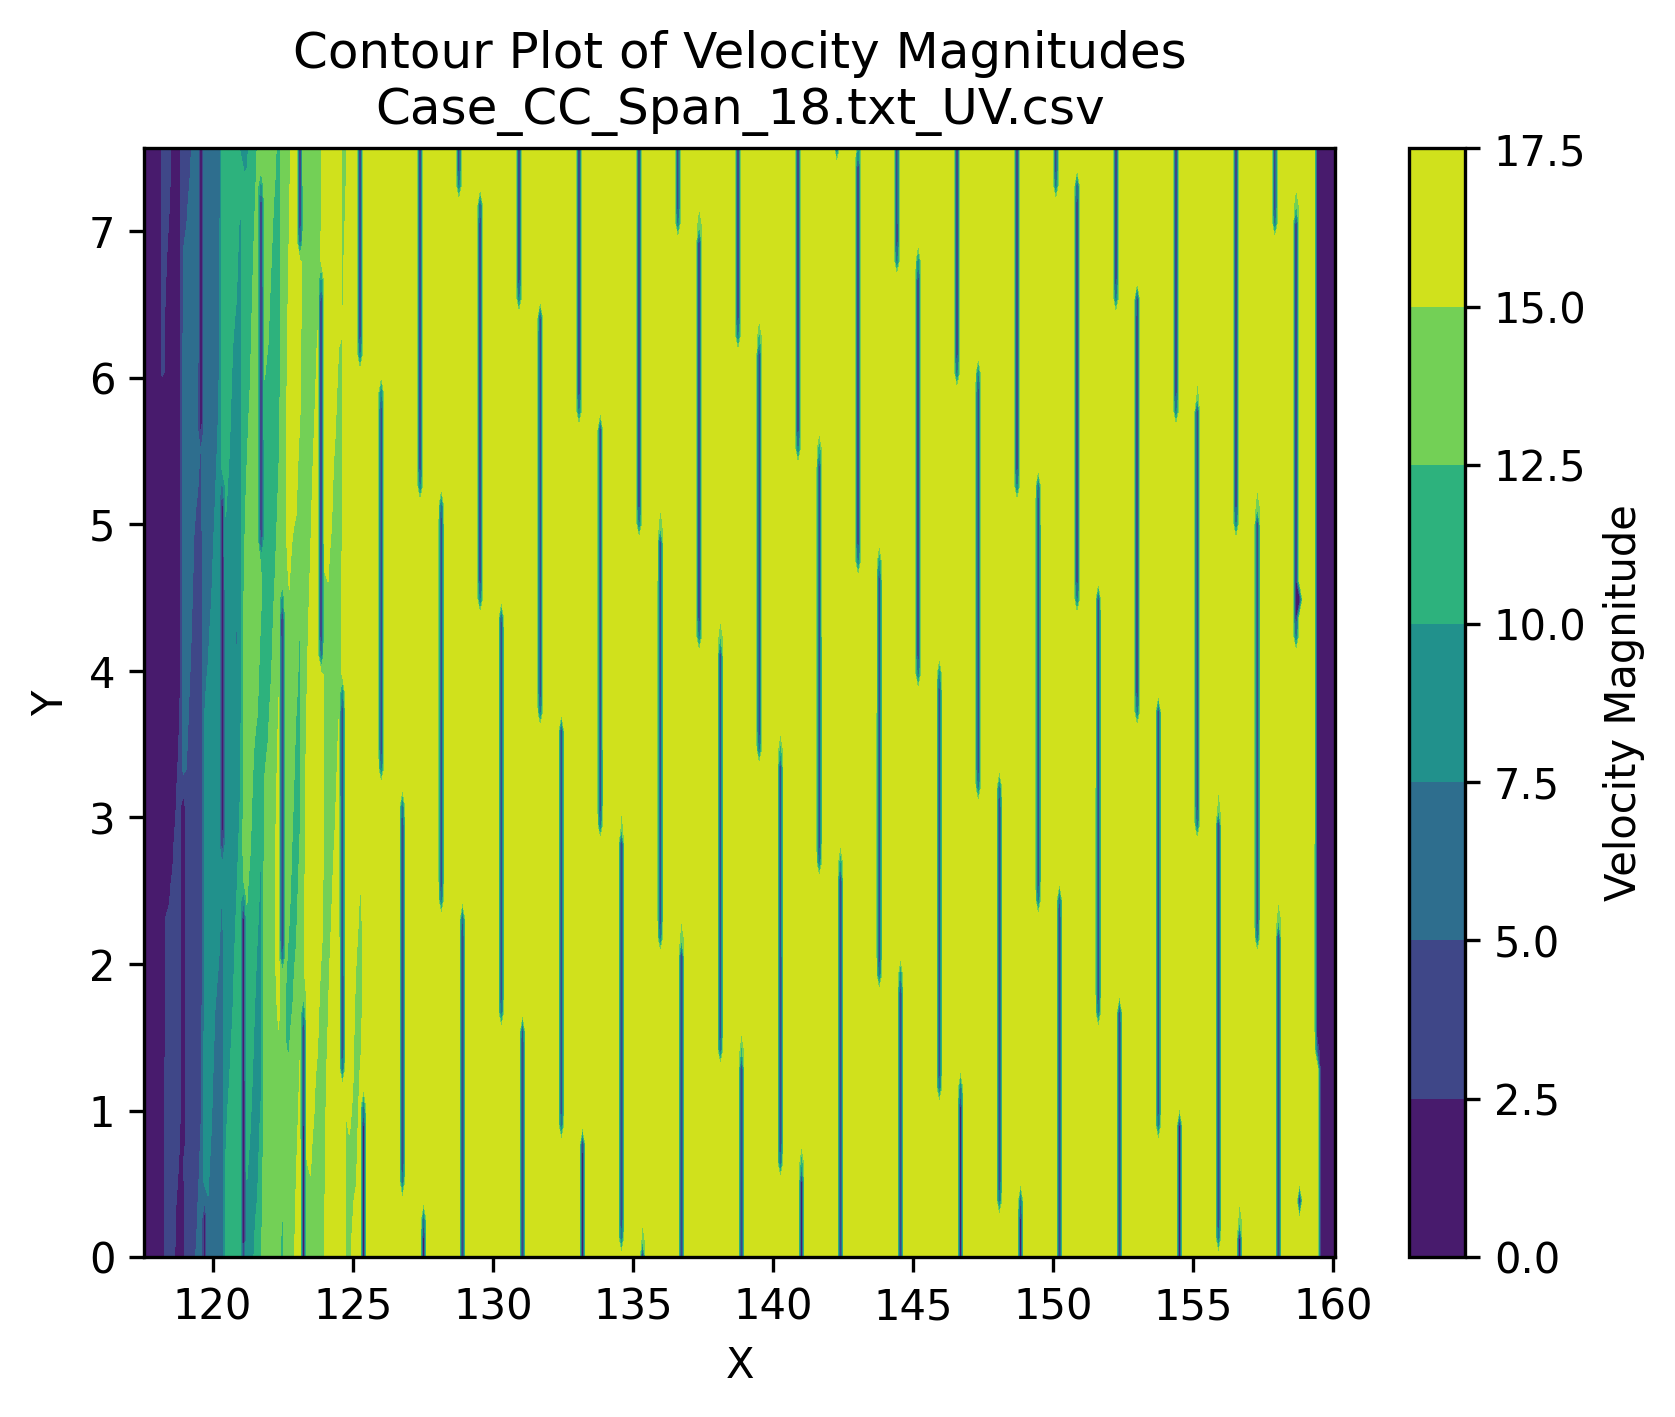 Contour Plot of Velocity Magnitudes
Case_CC_Span_18.txt_UV.csv
7
6
5
4
3
2
1
0
Y
120 125 130 135 140 145 150 155 160
X
17.5
15.0
12.5
10.0
7.5
5.0
2.5
0.0
Velocity Magnitude